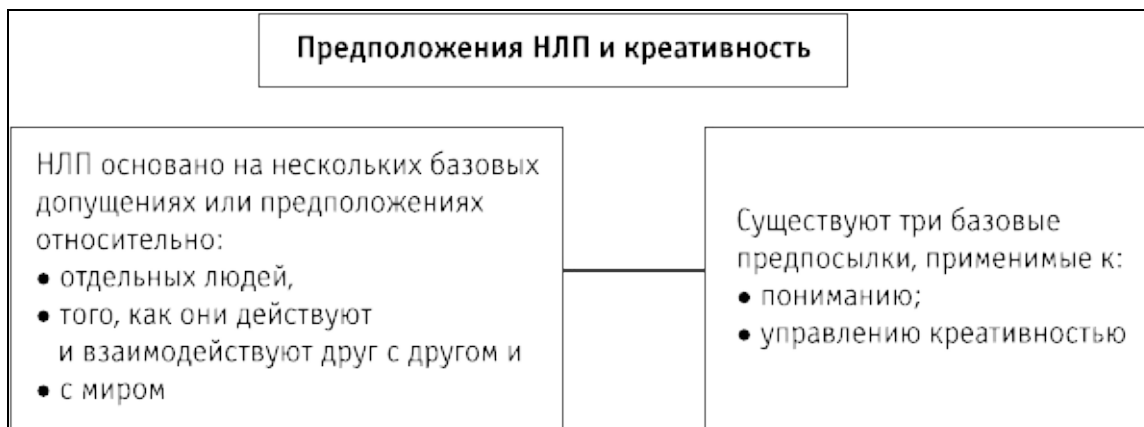 Предположения НЛП и креативность
НЛП основано на нескольких базовых
допущениях или предположениях
относительно:
● отдельных людей,
● того, как они действуют
и взаимодействуют друг с другом и
● с миром
Существуют три базовые
предпосылки, применимые к:
● пониманию;
● управлению креативностью